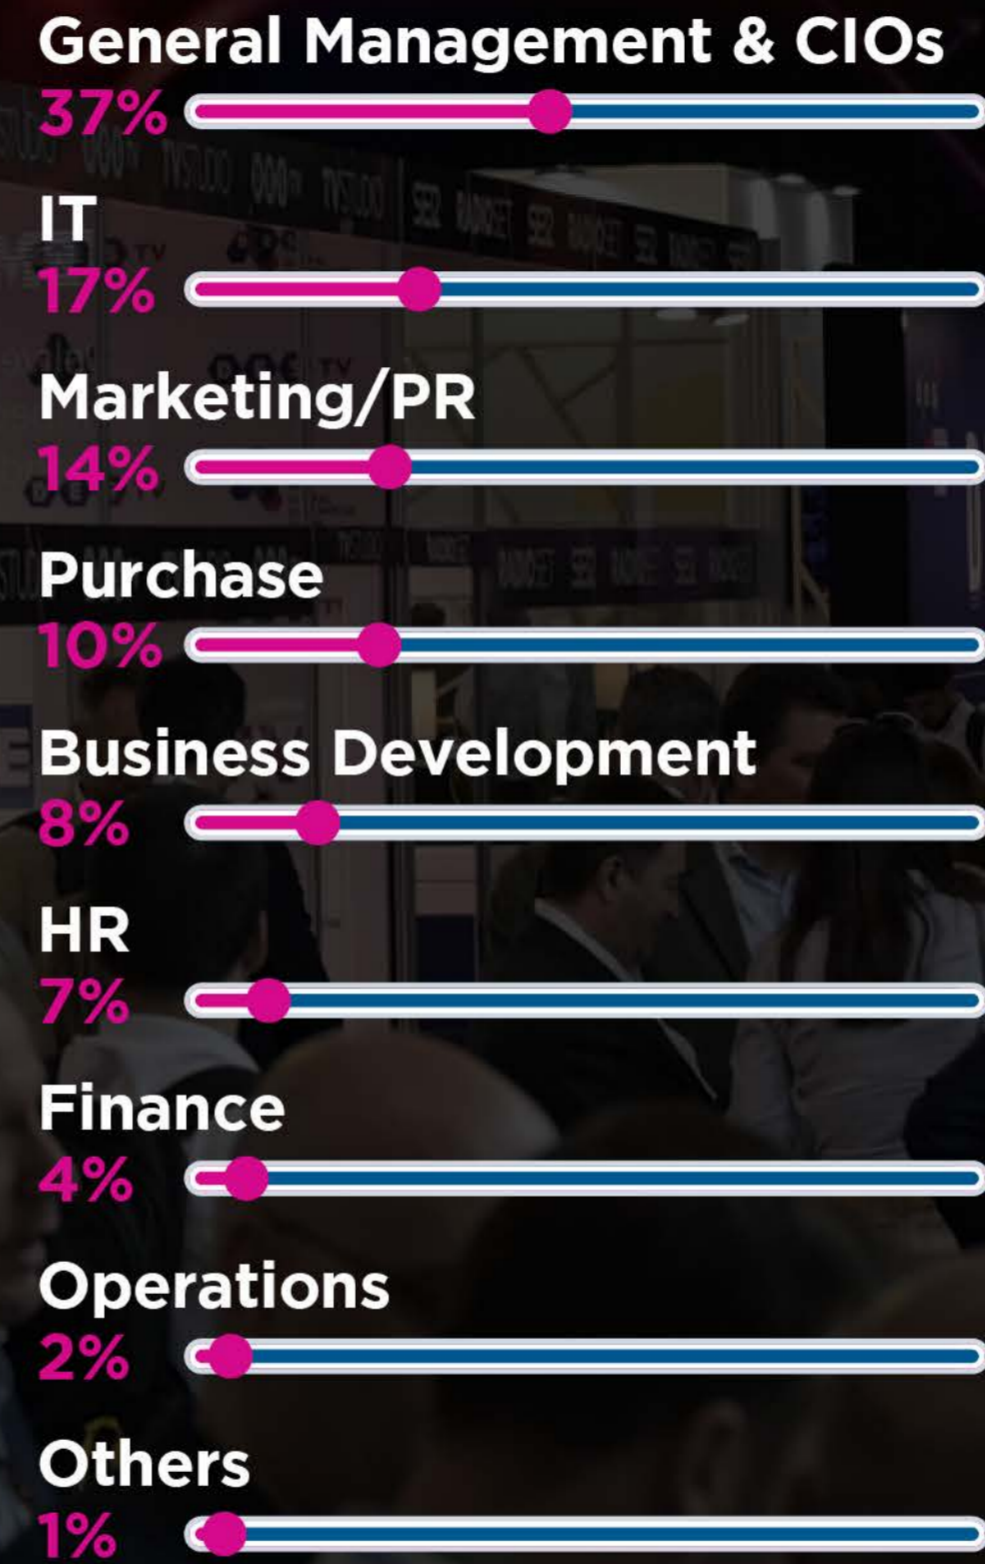 General Management & CIOs
37%
IT
17%
Marketing/PR
14%
Purchase
10%
Business Development
8%
HR
7%
Finance
4%
Operations
2%
Others
1%